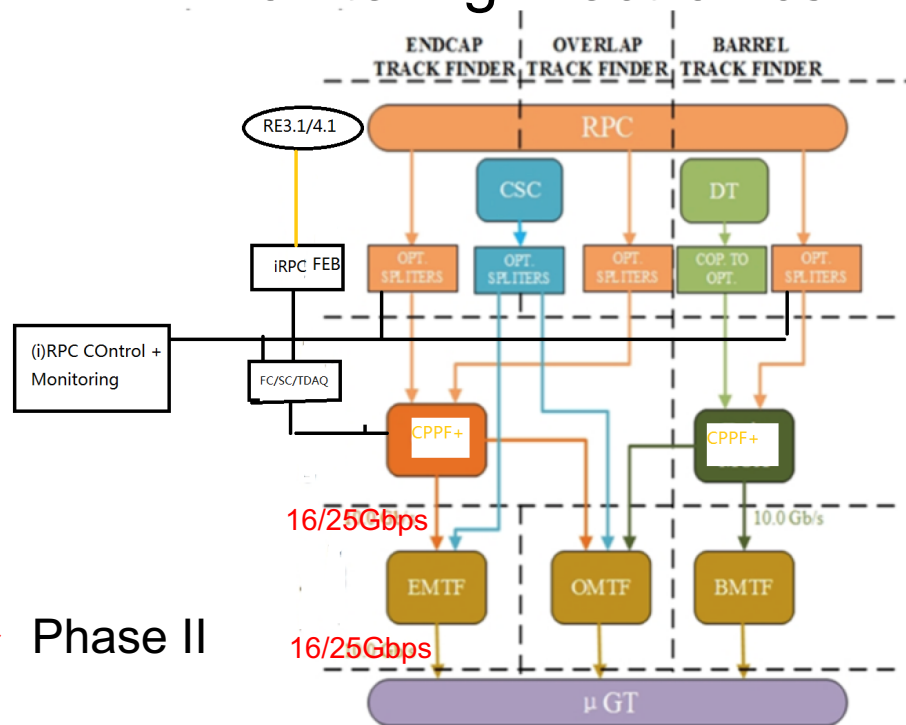 ENDCAP
TRACK FINDER
OVERLAP
TRACK FINDER
BARREL
TRACK FINDER
RE3.1/4.1
RPC
CSC
DT
iRPC FEB
OPT.
SPLITERS
OPT.
SPLITERS
OPT.
SPLITERS
COP. TO
OPT.
OPT.
SPLITERS
(i)RPC COntrol +
Monitoring
FC/SC/TDAQ
CPPF+
CPPF+
16/25Gbps
10.0 Gb/s
EMTF
OMTF
BMTF
Phase II
16/25Gbps
μGT